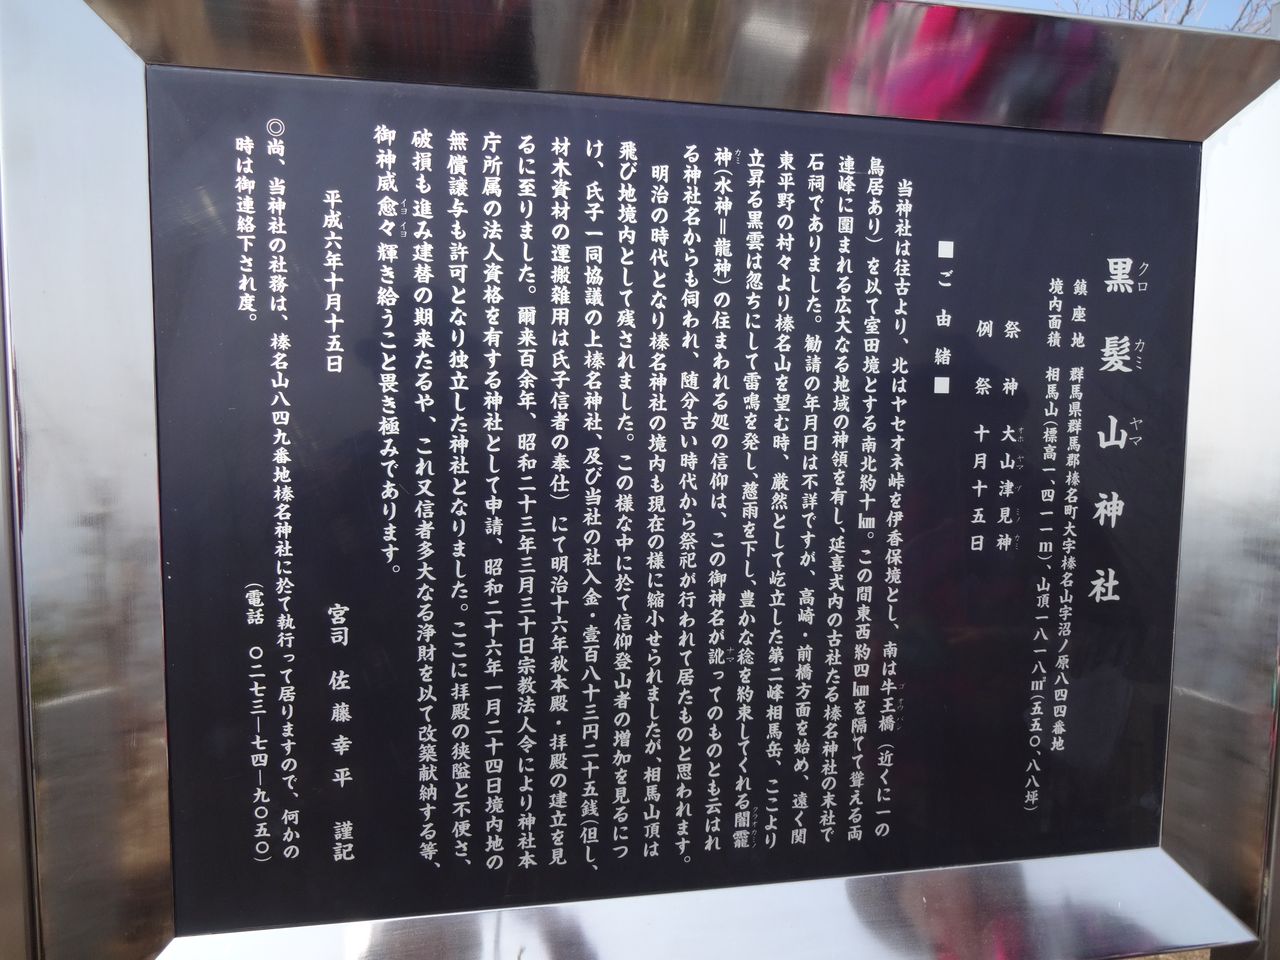 黒髪山神社
クロ カミ ヤマ
鎮座地 群馬県群馬郡榛名町大字榛名山字沼ノ原八四四番地
境内面積 相馬山(標高一、四一一m)、山頂一八一八㎡(五五〇、八八坪)
祭神 大山津見神
オホ ヤマ ツ ミノ カミ
例祭 十月十五日
■ご由緒■
当神社は往古より、北はヤセオネ峠を伊香保境とし、南は牛王橋(近くに一の
ゴオウバシ
鳥居あり)を以て室田境とする南北約十㎞。この間東西約四㎞を隔てて聳える両
連峰に圍まれる広大なる地域の神領を有し、延喜式内の古社たる榛名神社の末社で
石祠でありました。勧請の年月日は不詳ですが、高崎・前橋方面を始め、遠く関
東平野の村々より榛名山を望む時、厳然として屹立した第二峰相馬岳、ここより
立昇る黒雲は忽ちにして雷鳴を発し、慈雨を下し、豊かな稔を約束してくれる闇龗
クラオカミノ
神(水神=龍神)の住まわれる処の信仰は、この御神名が訛ってのものとも云はれ
カミ ナマ
る神社名からも伺われ、随分古い時代から祭祀が行われて居たものと思われます。
明治の時代となり榛名神社の境内も現在の様に縮小せられましたが、相馬山頂は
飛び地境内として残されました。この様な中に於て信仰登山者の増加を見るにつ
け、氏子一同協議の上榛名神社、及び当社の社入金・壹百八十三円二十五銭(但し、
材木資材の運搬雑用は氏子信者の奉仕)にて明治十六年秋本殿・拝殿の建立を見
るに至りました。爾来百余年、昭和二十三年三月三十日宗教法人令により神社本
庁所属の法人資格を有する神社として申請、昭和二十六年一月二十四日境内地の
無償譲与も許可となり独立した神社となりました。ここに拝殿の狭隘と不便さ、
破損も進み建替の期来たるや、これ又信者多大なる浄財を以て改築献納する等、
御神威愈々輝き給うこと畏き極みであります。
イヨイヨ
平成六年十月十五日
宮司 佐藤幸平 謹記
◎尚、当神社の社務は、榛名山八四九番地榛名神社に於て執行って居りますので、何かの
時は御連絡下され度。
(電話 〇二七三―七四―九〇五〇)